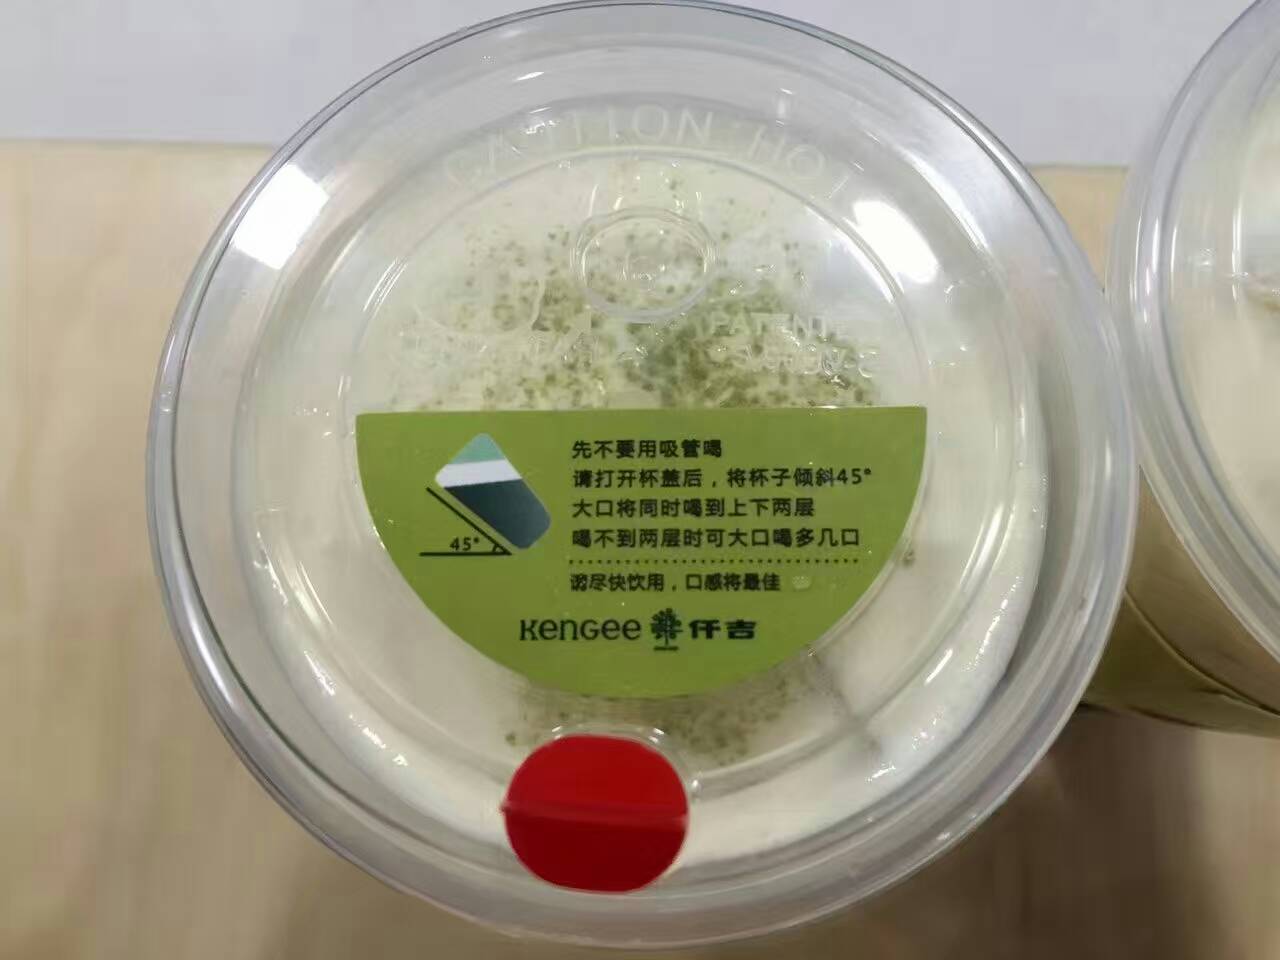 CAUTION HOT
PATENT
先不要用吸管喝
请打开杯盖后，将杯子倾斜45°
大口将同时喝到上下两层
喝不到两层时可大口喝多几口
45°
请尽快饮用，口感将最佳
KENGEE 仟吉